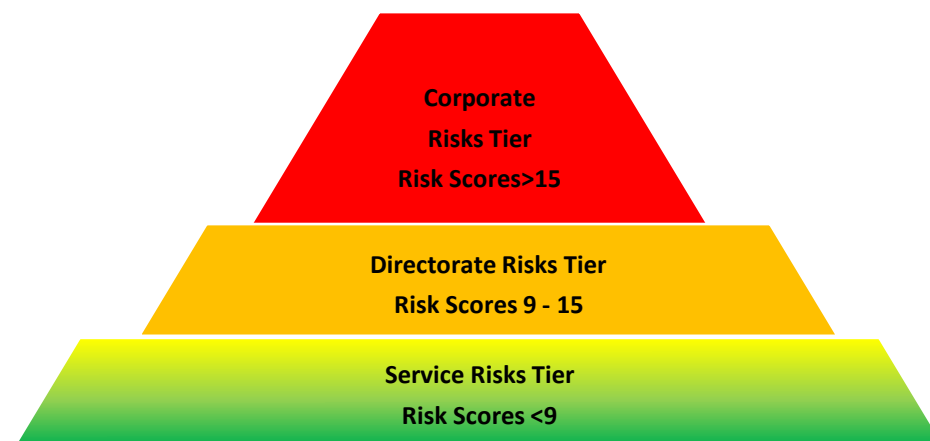 Corporate
Risks Tier
Risk Scores>15
Directorate Risks Tier
Risk Scores 9 - 15
Service Risks Tier
Risk Scores <9